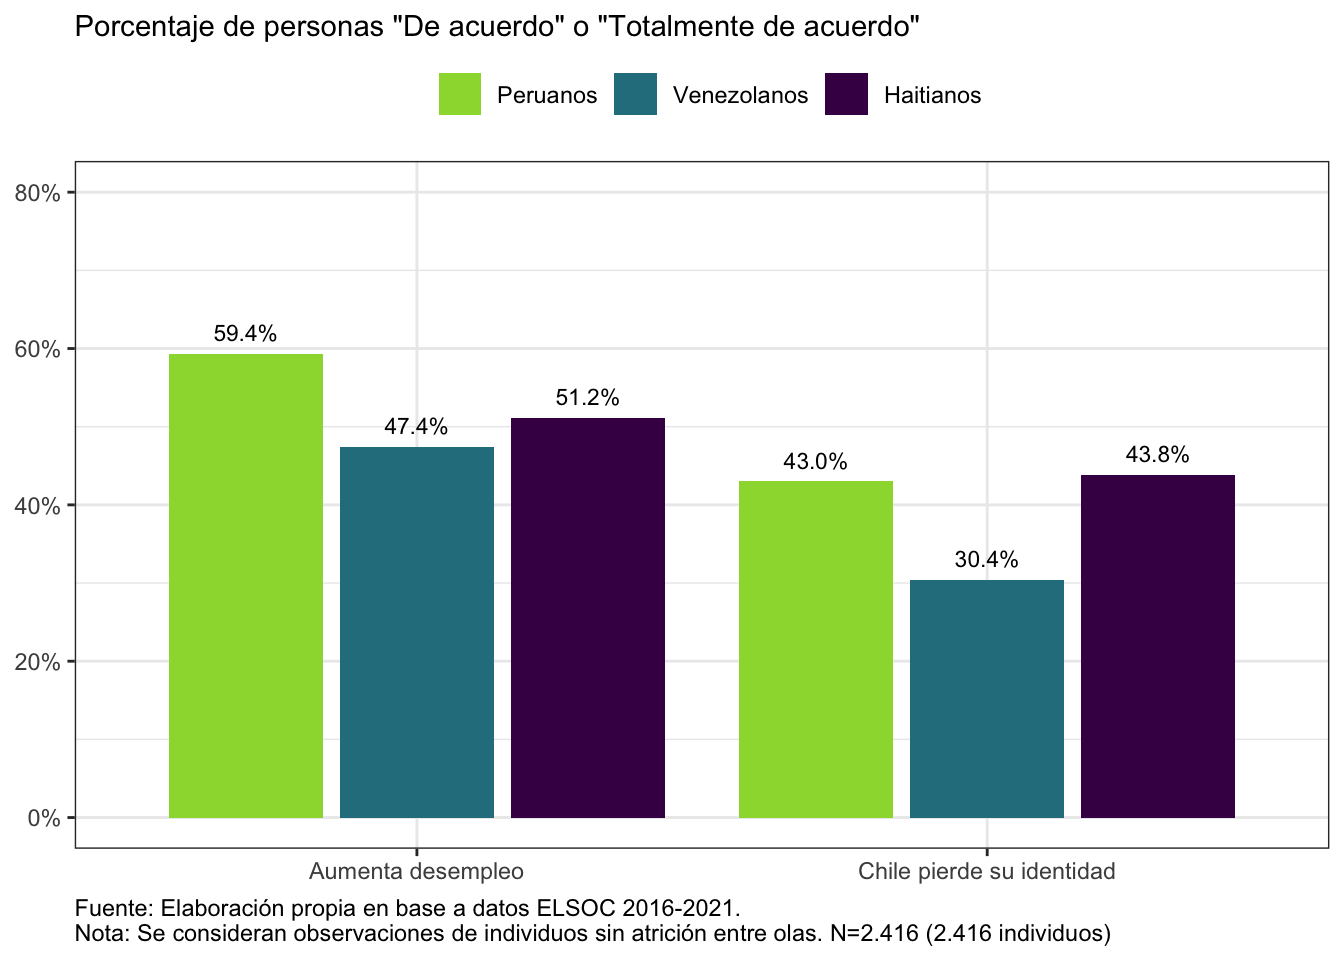 Porcentaje de personas "De acuerdo" o "Totalmente de acuerdo"
Peruanos Venezolanos Haitianos
80%
60%
40%
20%
0%
59.4%
47.4%
51.2%
43.0%
30.4%
43.8%
Aumenta desempleo
Chile pierde su identidad
Fuente: Elaboración propia en base a datos ELSOC 2016-2021.
Nota: Se consideran observaciones de individuos sin atrición entre olas. N=2.416 (2.416 individuos)